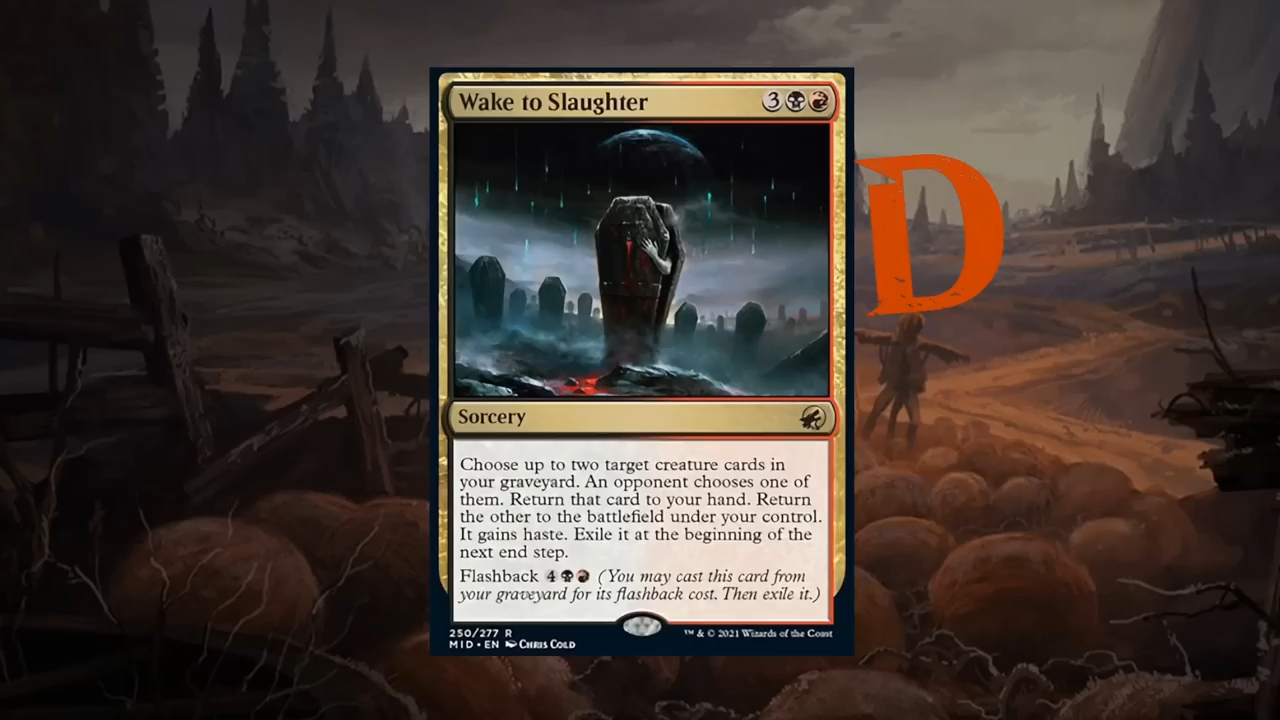 Wake to Slaughter 3
D
Sorcery
Choose up to two target creature cards in
your graveyard. An opponent chooses one of
them. Return that card to your hand. Return
the other to the battlefield under your control.
It gains haste. Exile it at the beginning of the
next end step.
Flashback 4 (You may cast this card from
your graveyard for its flashback cost. Then exile it.)
250/277 R
MID • EN Chris Cold
™ & © 2021 Wizards of the Coast